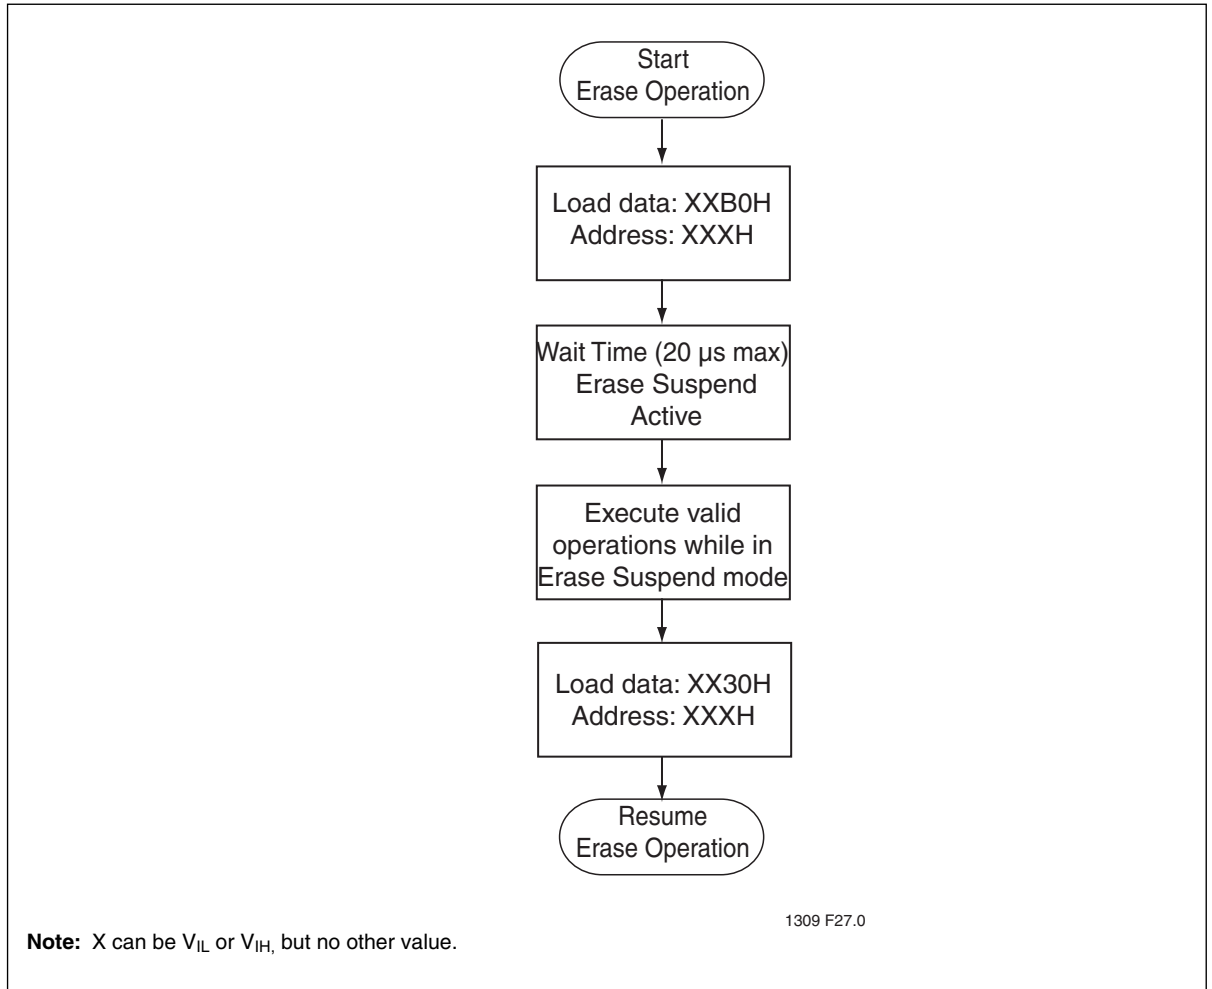 Start
Erase Operation
Load data: XXB0H
Address: XXXH
Wait Time (20 µs max)
Erase Suspend
Active
Execute valid
operations while in
Erase Suspend mode
Load data: XX30H
Address: XXXH
Resume
Erase Operation
1309 F27.0
Note: X can be VIL or VIH, but no other value.